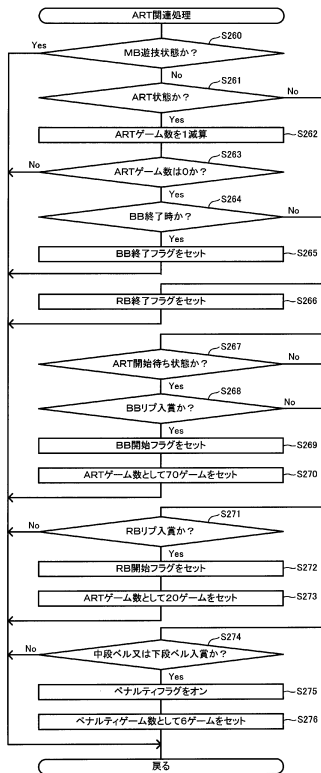 ART関連処理
S260
MB遊技状態か?
Yes
No
S261
ART状態か?
No
Yes
ARTゲーム数を1減算
S262
S263
ARTゲーム数は0か?
No
Yes
S264
BB終了時か?
No
Yes
BB終了フラグをセット
S265
RB終了フラグをセット
S266
S267
ART開始待ち状態か?
No
Yes
S268
BBリプ入賞か?
No
Yes
BB開始フラグをセット
S269
ARTゲーム数として70ゲームをセット
S270
S271
RBリプ入賞か?
No
Yes
RB開始フラグをセット
S272
ARTゲーム数として20ゲームをセット
S273
S274
中段ベル又は下段ベル入賞か?
No
Yes
ペナルティフラグをオン
S275
ペナルティゲーム数として6ゲームをセット
S276
戻る